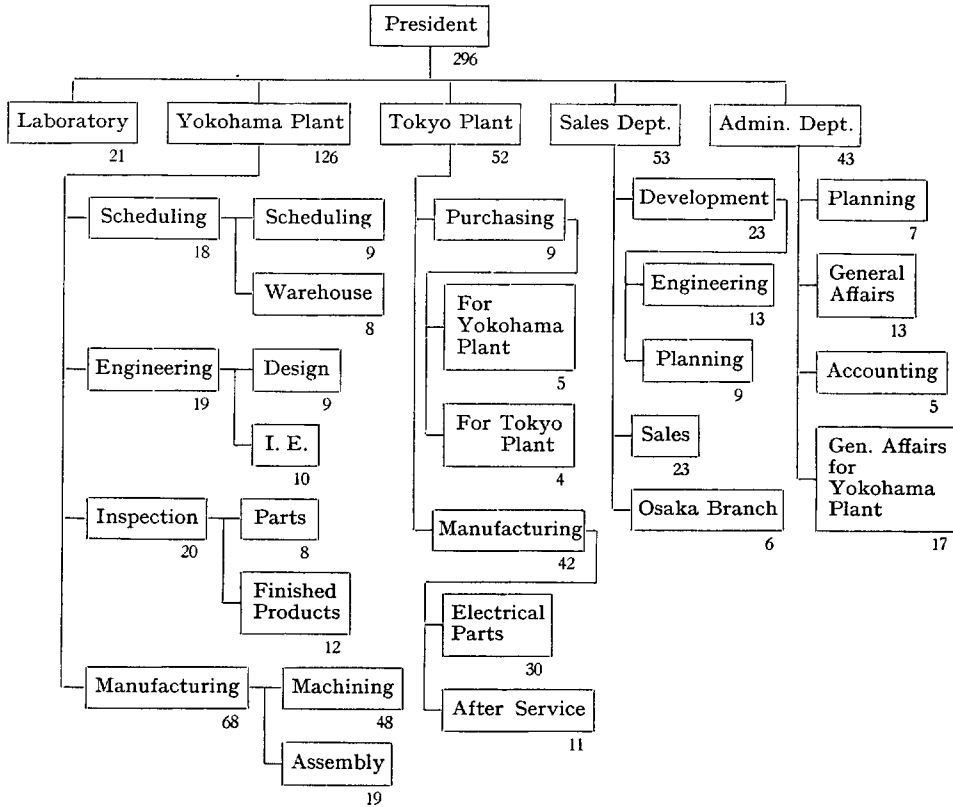 President
296
Laboratory
21
Yokohama Plant
126
Tokyo Plant
52
Sales Dept.
53
Admin. Dept.
43
Scheduling
18
Scheduling
9
Warehouse
8
Engineering
19
Design
9
I. E.
10
Inspection
20
Parts
8
Finished
Products
12
Manufacturing
68
Machining
48
Assembly
19
Purchasing
9
For
Yokohama
Plant
5
For Tokyo
Plant
4
Manufacturing
42
Electrical
Parts
30
After Service
11
Development
23
Engineering
13
Planning
9
Sales
23
Osaka Branch
6
Planning
7
General
Affairs
13
Accounting
5
Gen. Affairs
for
Yokohama
Plant
17